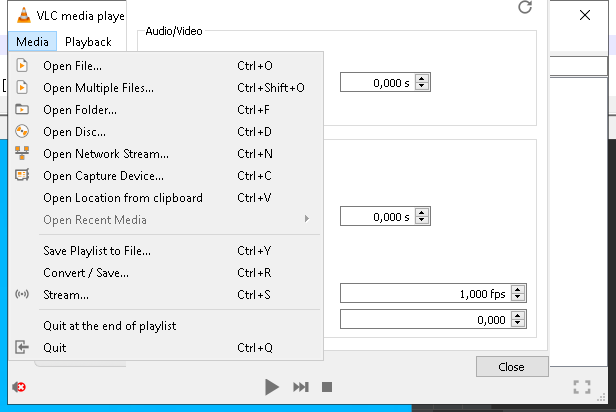 VLC media playe
Media Playback
Audio/Video
Open File... Ctrl+O
Open Multiple Files... Ctrl+Shift+O
0,000 s
Open Folder... Ctrl+F
Open Disc... Ctrl+D
Open Network Stream... Ctrl+N
Open Capture Device... Ctrl+C
Open Location from clipboard Ctrl+V
Open Recent Media
0,000 s
Save Playlist to File... Ctrl+Y
Convert / Save... Ctrl+R
Stream... Ctrl+S
1,000 fps
Quit at the end of playlist
0,000
Quit Ctrl+Q
Close